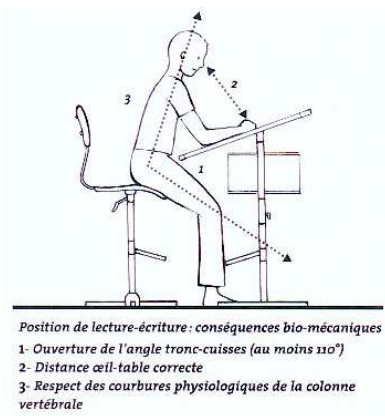 3
2
1
Position de lecture-écriture : conséquences bio-mécaniques
1- Ouverture de l'angle tronc-cuisses (au moins 110°)
2- Distance œil-table correcte
3- Respect des courbures physiologiques de la colonne
vertébrale